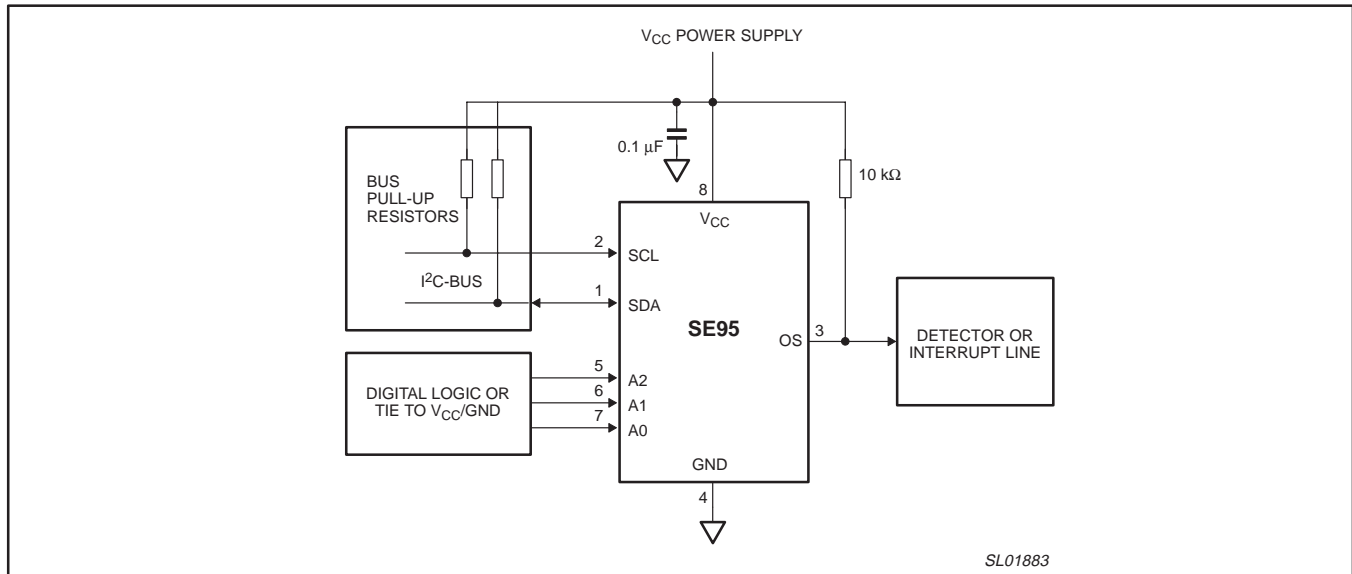 VCC POWER SUPPLY
0.1 μF
10 kΩ
BUS
PULL-UP
RESISTORS
8
VCC
2
SCL
I2C-BUS
1
SDA
SE95
OS
3
DETECTOR OR
INTERRUPT LINE
DIGITAL LOGIC OR
TIE TO VCC/GND
5
A2
6
A1
7
A0
GND
4
SL01883